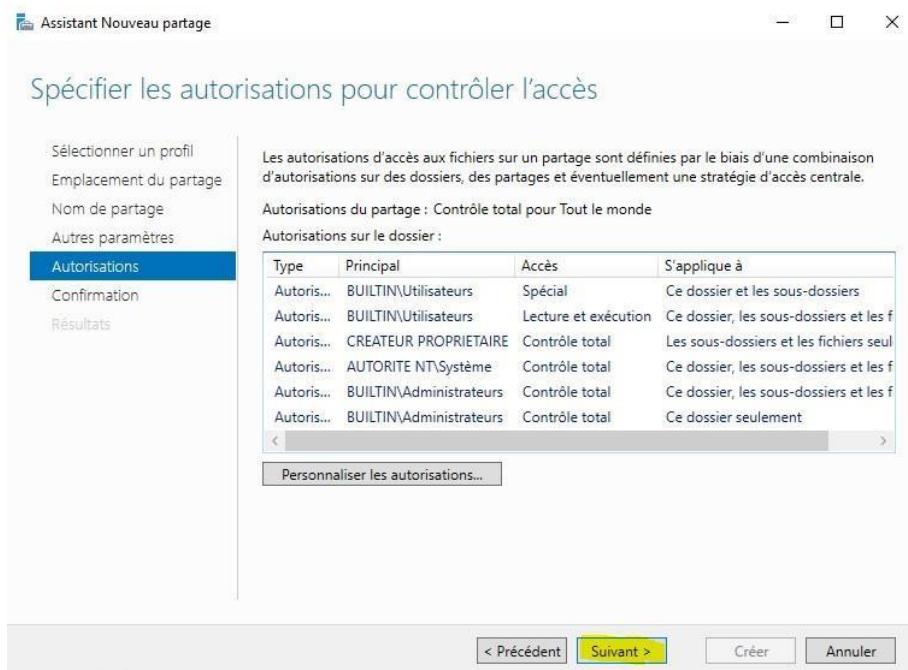 Assistant Nouveau partage
Spécifier les autorisations pour contrôler l'accès
Sélectionner un profil
Emplacement du partage
Nom de partage
Autres paramètres
Autorisations
Confirmation
Résultats
Les autorisations d'accès aux fichiers sur un partage sont définies par le biais d'une combinaison
d'autorisations sur des dossiers, des partages et éventuellement une stratégie d'accès centrale.
Autorisations du partage : Contrôle total pour Tout le monde
Autorisations sur le dossier :
Type Principal Accès S'applique à
Autoris... BUILTIN\Utilisateurs Spécial Ce dossier et les sous-dossiers
Autoris... BUILTIN\Utilisateurs Lecture et exécution Ce dossier, les sous-dossiers et les f
Autoris... CREATEUR PROPRIETAIRE Contrôle total Les sous-dossiers et les fichiers seul
Autoris... AUTORITE NT\Système Contrôle total Ce dossier, les sous-dossiers et les f
Autoris... BUILTIN\Administrateurs Contrôle total Ce dossier, les sous-dossiers et les f
Autoris... BUILTIN\Administrateurs Contrôle total Ce dossier seulement
Personnaliser les autorisations...
< Précédent Suivant > Créer Annuler